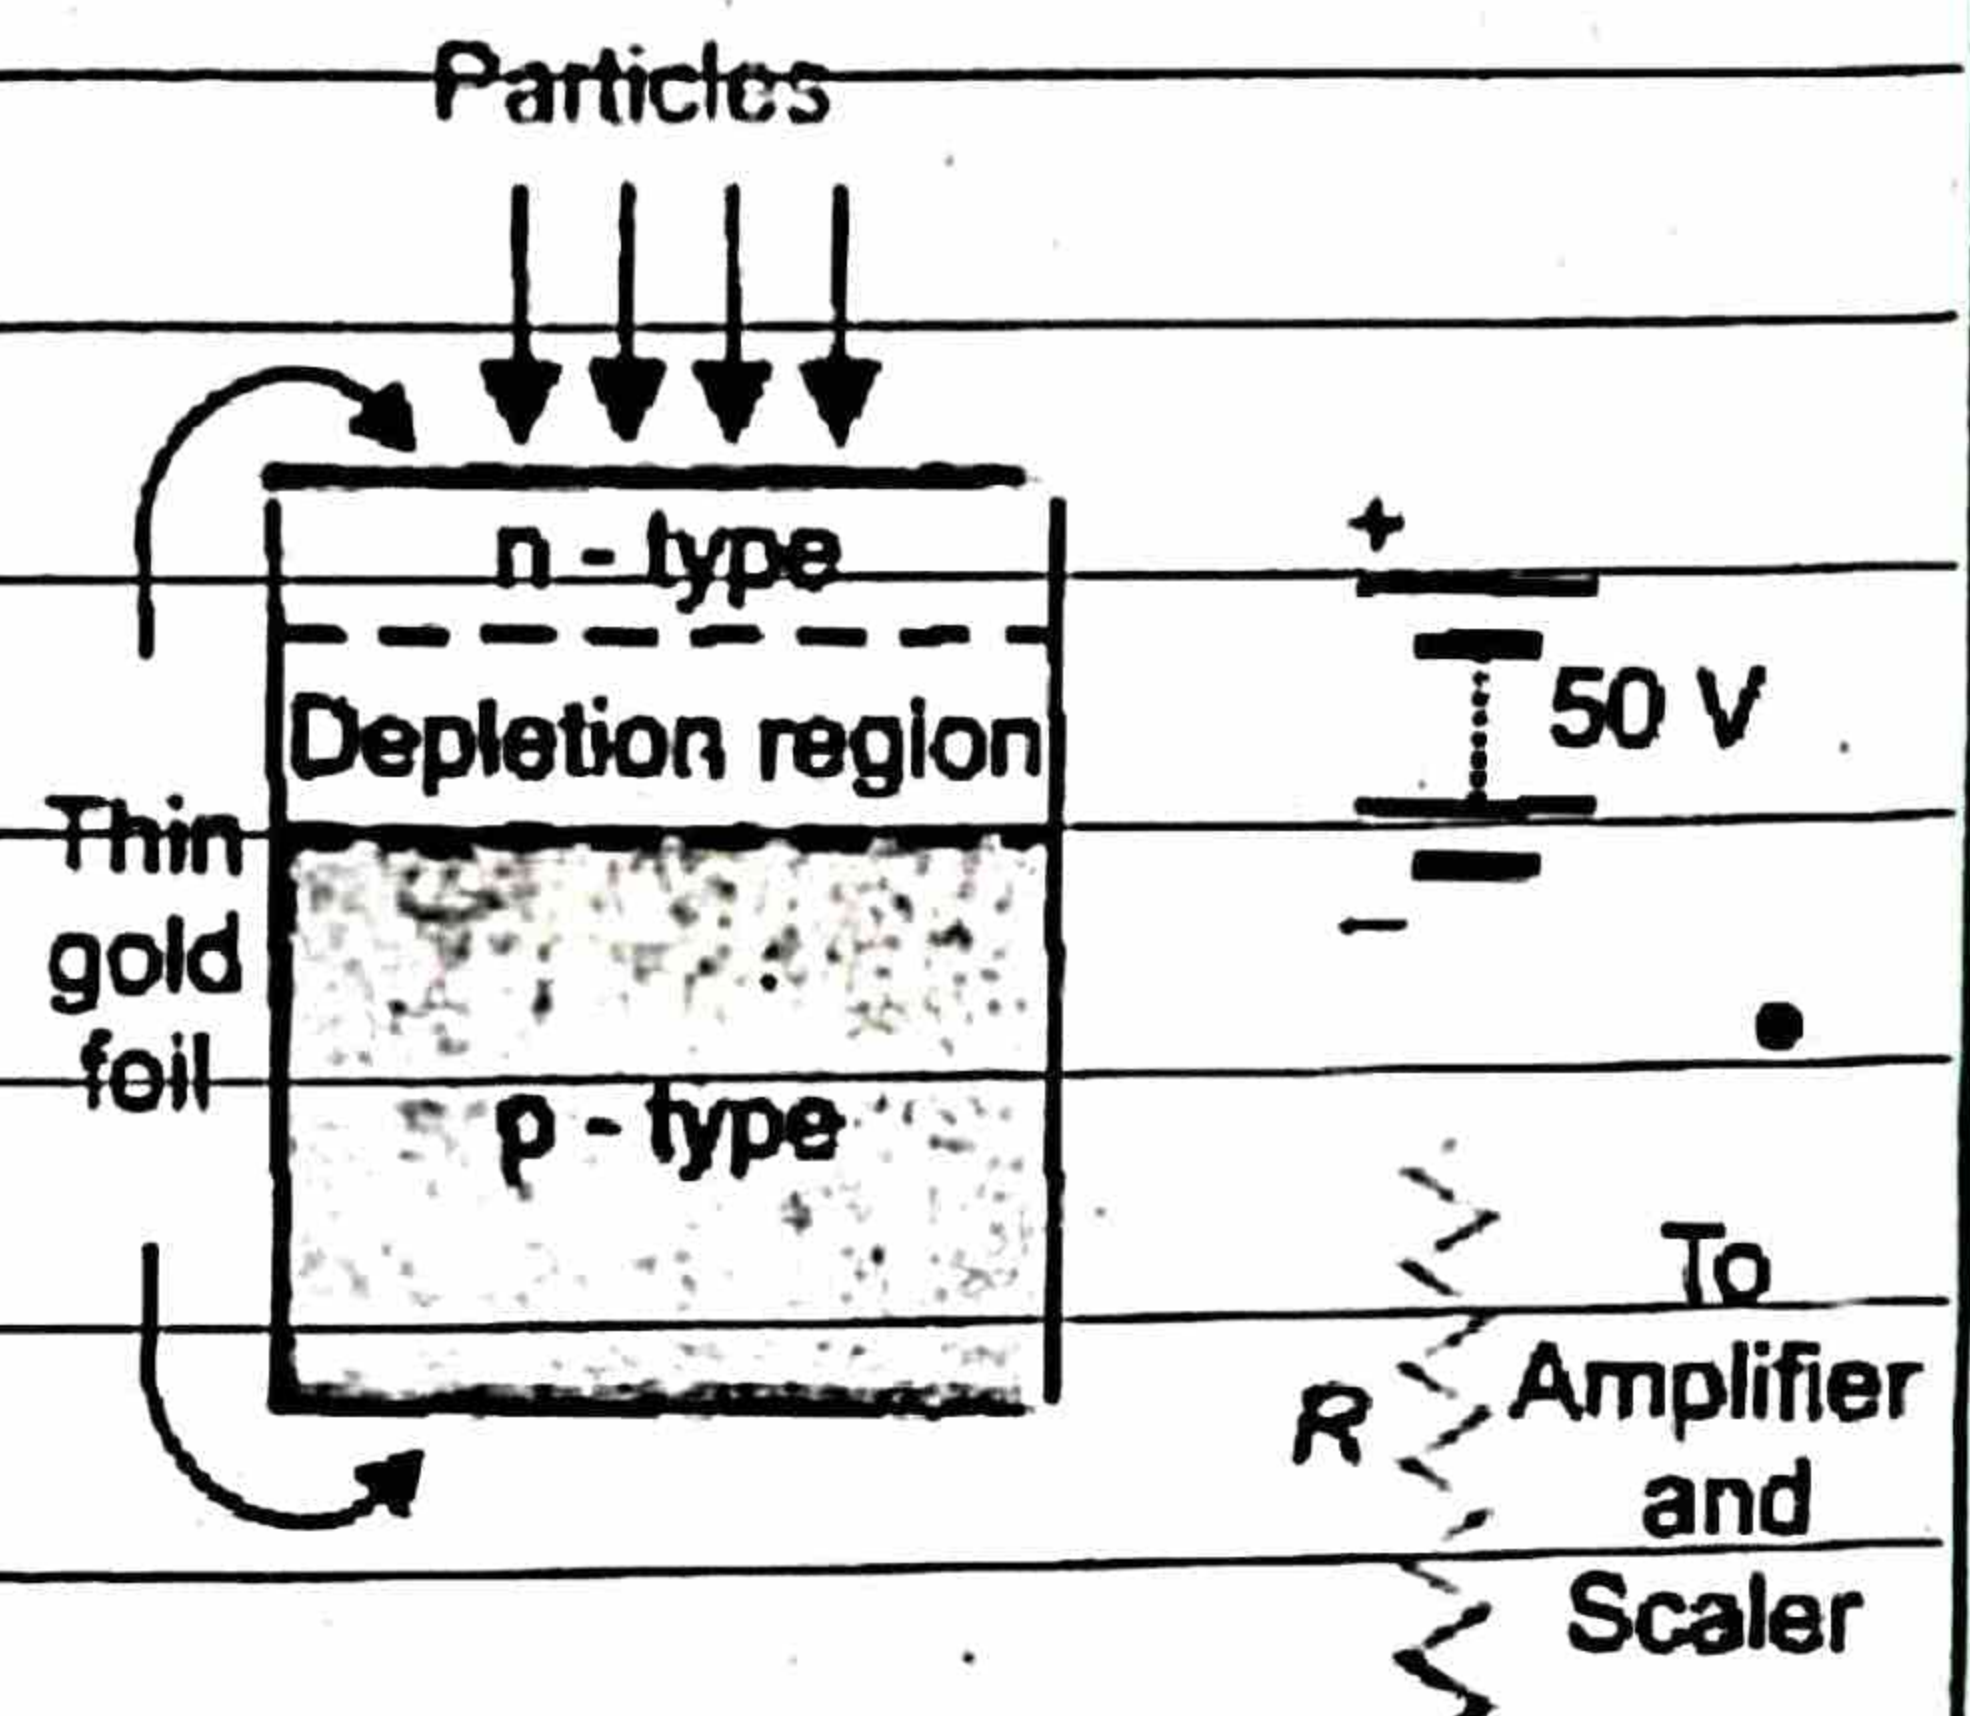 Particles
n - type
+
Depletion region
50 V
Thin
gold
foil
−
p - type
To
R
Amplifier
and
Scaler